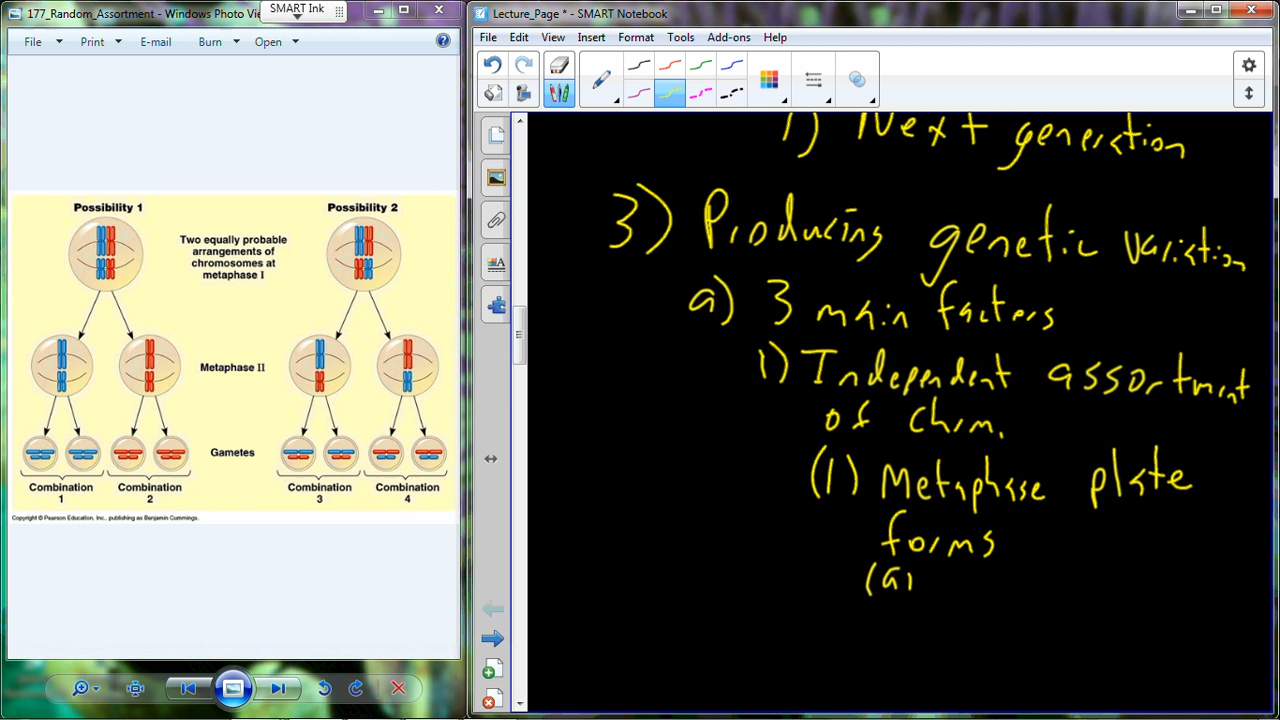 177_Random_Assortment - Windows Photo Vie
SMART Ink
File Print E-mail Burn Open
Possibility 1
Possibility 2
Two equally probable
arrangements of
chromosomes at
metaphase I
Metaphase II
Gametes
Combination
1
Combination
2
Combination
3
Combination
4
Copyright © Pearson Education, Inc., publishing as Benjamin Cummings.
Lecture_Page * - SMART Notebook
File Edit View Insert Format Tools Add-ons Help
1) Next generation
3) Producing genetic variation
a) 3 main factors
1) Independent assortment
of chrm.
(1) Metaphase plate
forms
(a)